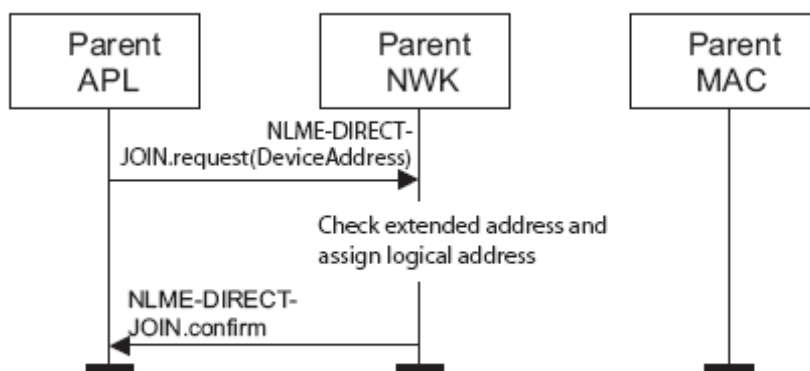 Parent
APL
Parent
NWK
Parent
MAC
NLME-DIRECT-
JOIN.request(DeviceAddress)
Check extended address and
assign logical address
NLME-DIRECT-
JOIN.confirm